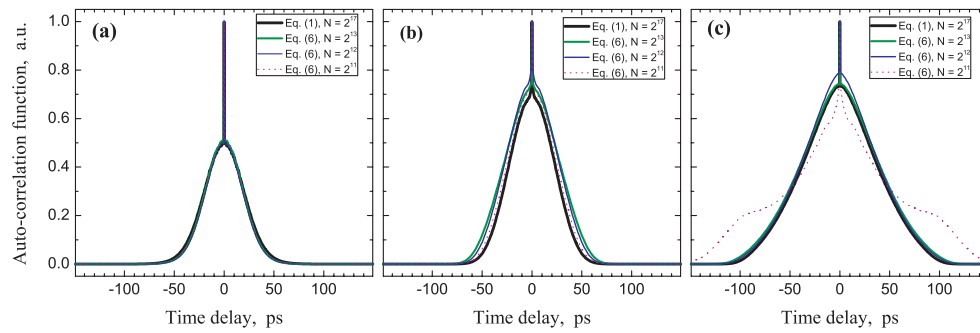 (a)
Eq. (1), N = 2^17
Eq. (6), N = 2^13
Eq. (6), N = 2^12
Eq. (6), N = 2^11
(b)
Eq. (1), N = 2^17
Eq. (6), N = 2^13
Eq. (6), N = 2^12
Eq. (6), N = 2^11
(c)
Eq. (1), N = 2^17
Eq. (6), N = 2^13
Eq. (6), N = 2^12
Eq. (6), N = 2^11
Auto-correlation function, a.u.
1.0
0.8
0.6
0.4
0.2
0.0
-100 -50 0 50 100
-100 -50 0 50 100
-100 -50 0 50 100
Time delay, ps
Time delay, ps
Time delay, ps